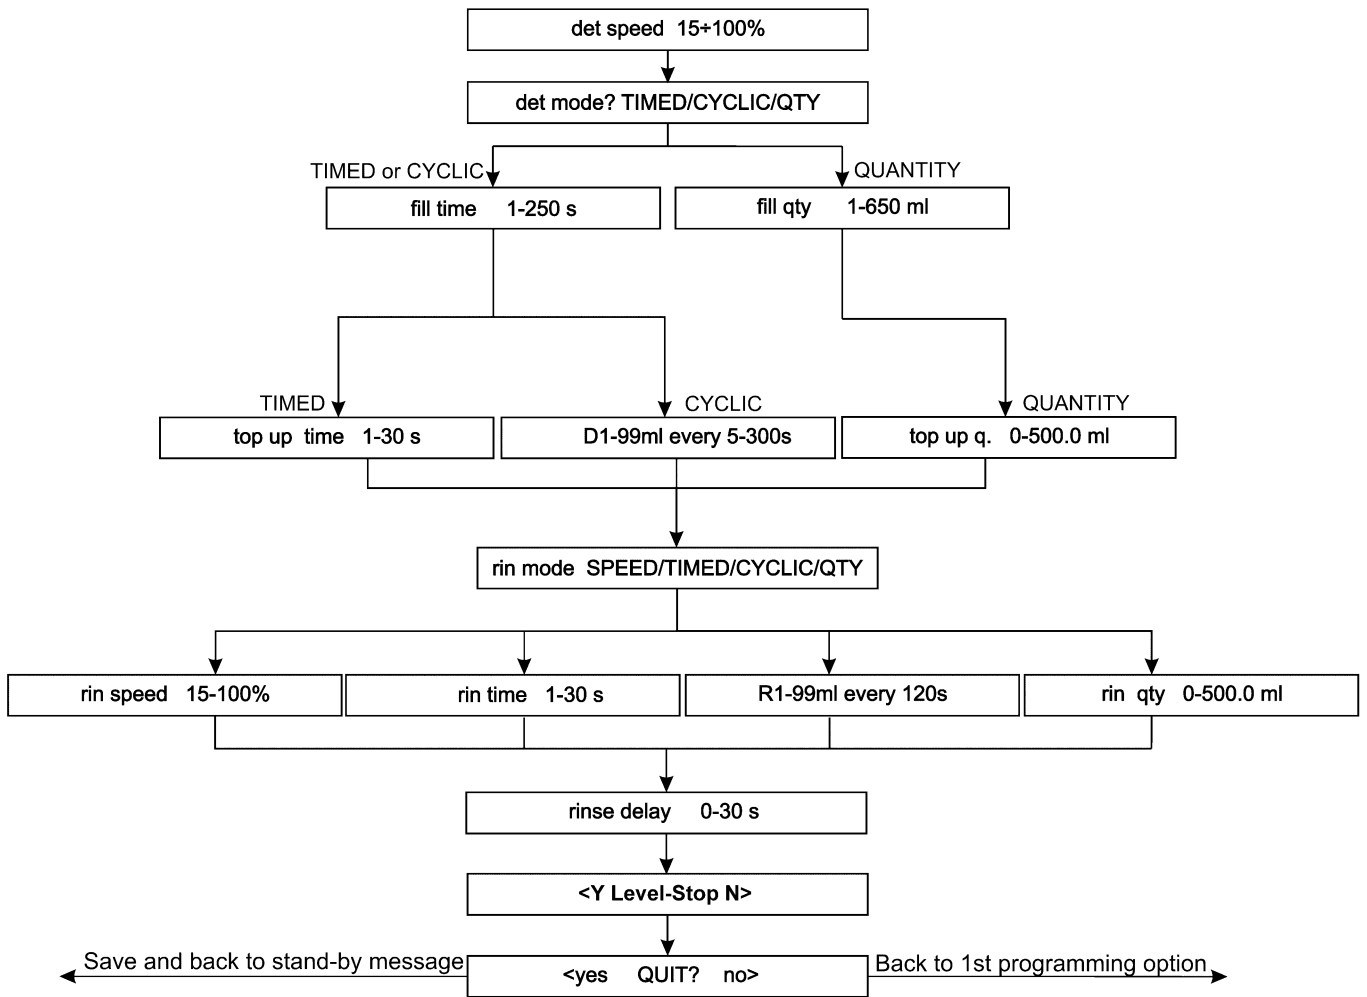 det speed 15÷100%
det mode? TIMED/CYCLIC/QTY
TIMED or CYCLIC
QUANTITY
fill time 1-250 s
fill qty 1-650 ml
TIMED
CYCLIC
QUANTITY
top up time 1-30 s
D1-99ml every 5-300s
top up q. 0-500.0 ml
rin mode SPEED/TIMED/CYCLIC/QTY
rin speed 15-100%
rin time 1-30 s
R1-99ml every 120s
rin qty 0-500.0 ml
rinse delay 0-30 s
<Y Level-Stop N>
Save and back to stand-by message
<yes QUIT? no>
Back to 1st programming option